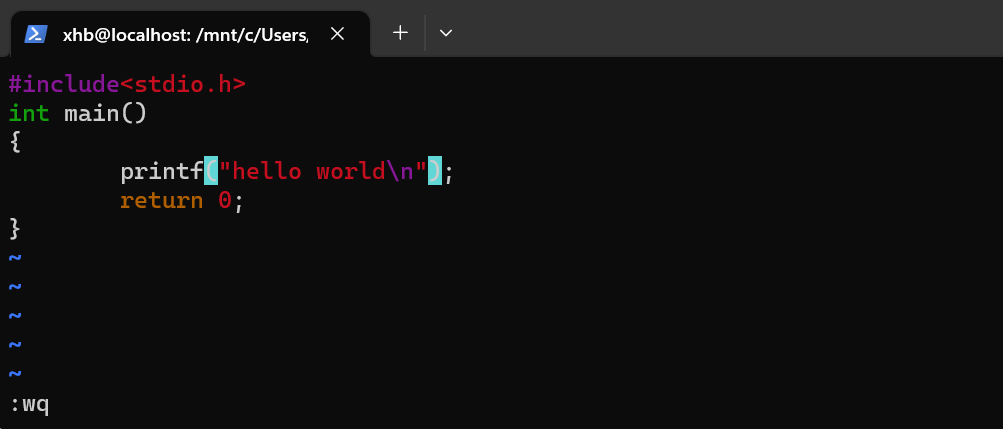 xhb@localhost: /mnt/c/Users/
#include<stdio.h>
int main()
{
        printf("hello world\n");
        return 0;
}
~
~
~
~
~
:wq